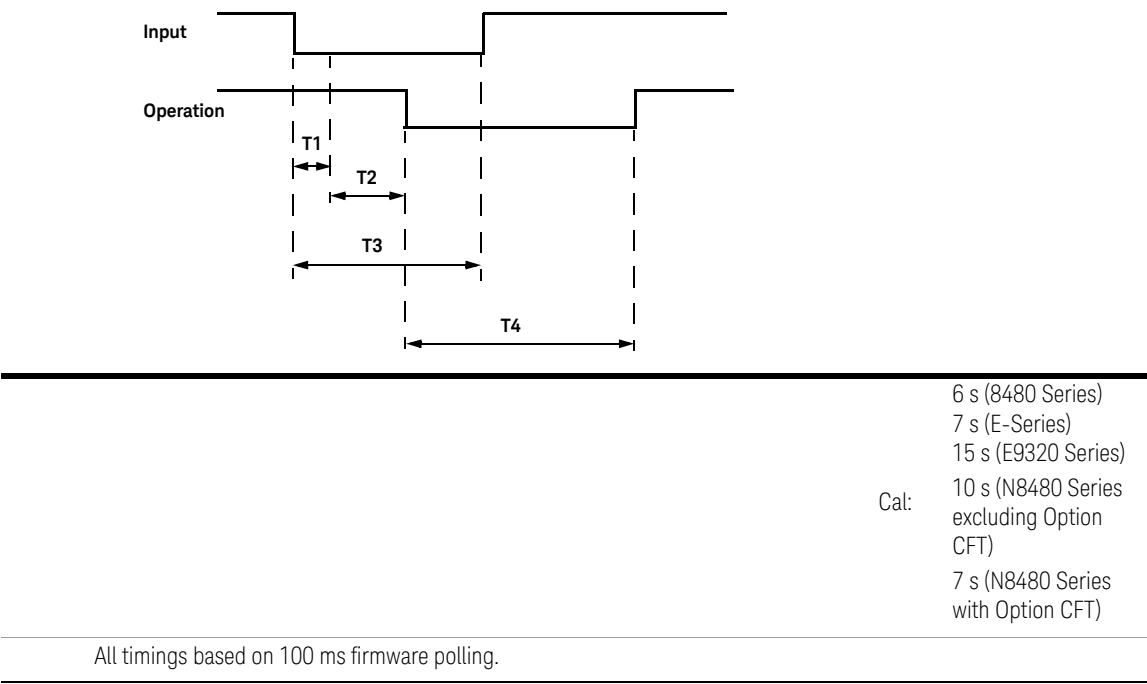 Input
Operation
T1
T2
T3
T4
6 s (8480 Series)
7 s (E-Series)
15 s (E9320 Series)
Cal:
10 s (N8480 Series
excluding Option
CFT)
7 s (N8480 Series
with Option CFT)
All timings based on 100 ms firmware polling.